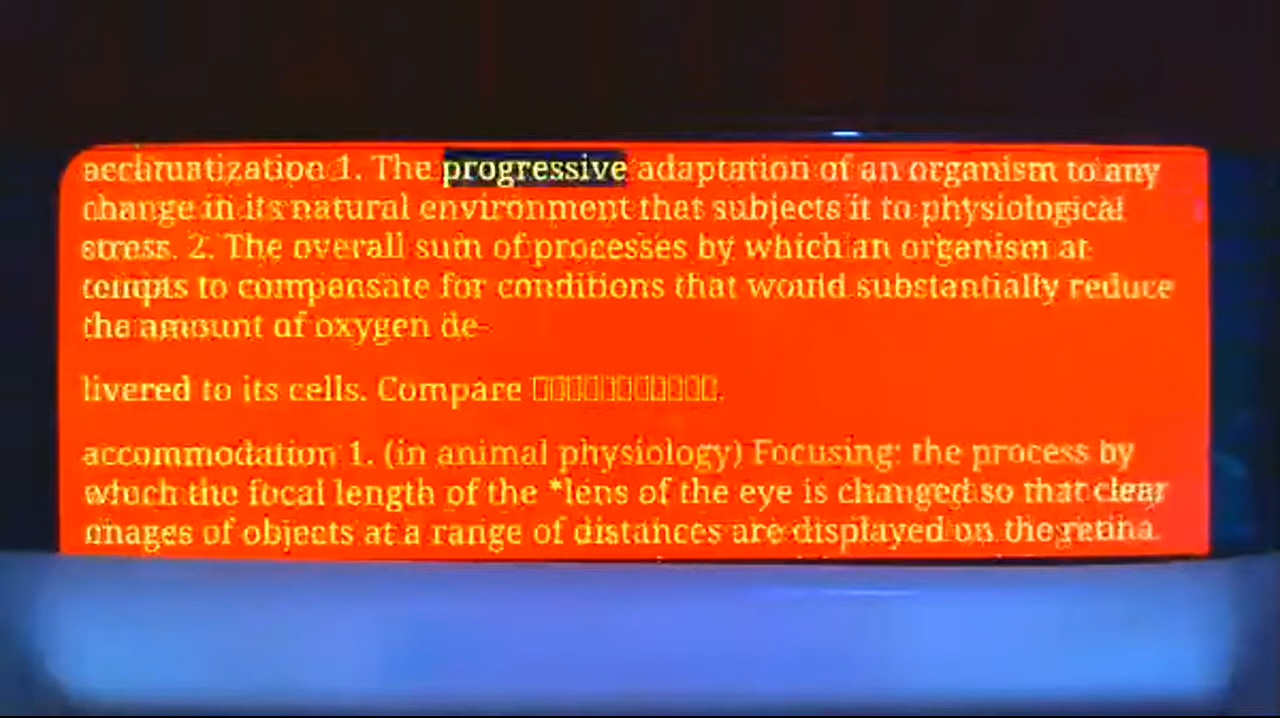 acclimatization 1. The progressive adaptation of an organism to any
change in its natural environment that subjects it to physiological
stress. 2. The overall sum of processes by which an organism at
tempts to compensate for conditions that would substantially reduce
the amount of oxygen de-
livered to its cells. Compare
accommodation 1. (in animal physiology) Focusing: the process by
which the focal length of the *lens of the eye is changed so that clear
images of objects at a range of distances are displayed on the retina.